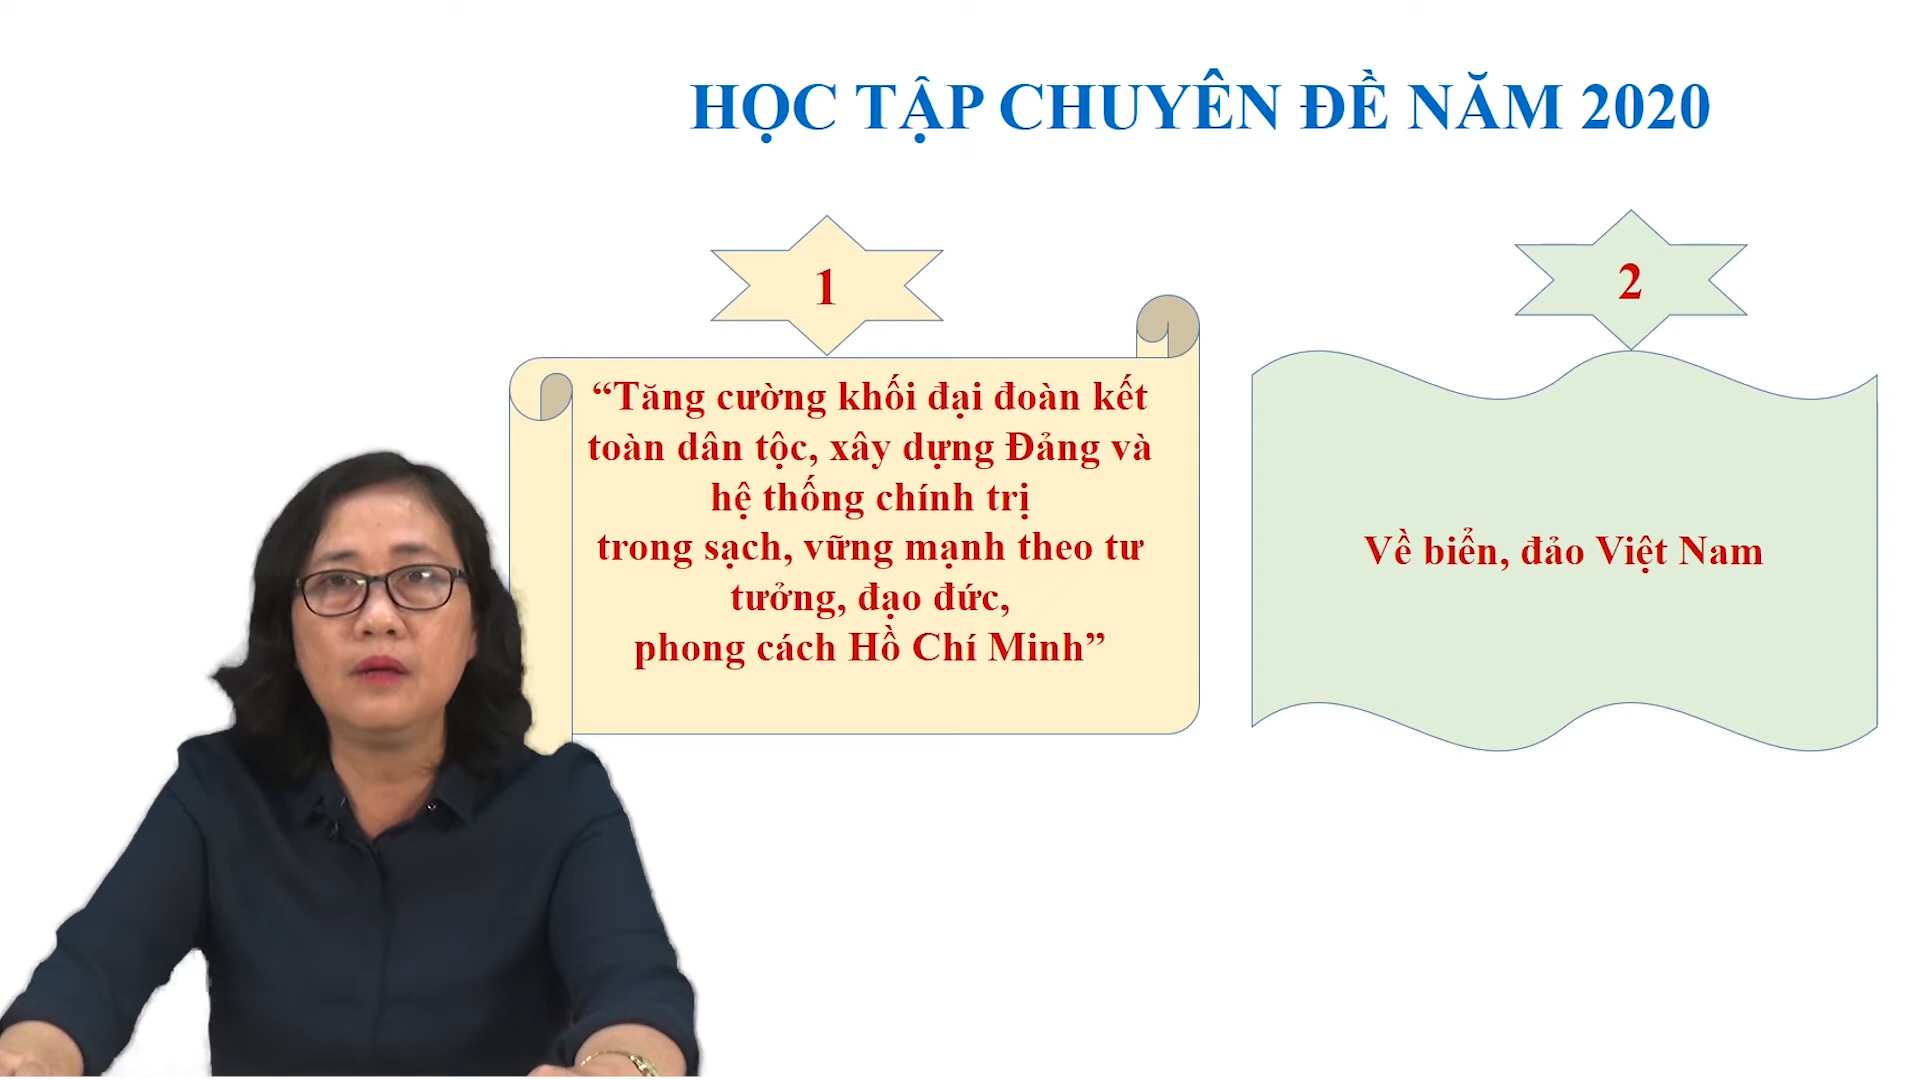 HỌC TẬP CHUYÊN ĐỀ NĂM 2020
1
“Tăng cường khối đại đoàn kết
toàn dân tộc, xây dựng Đảng và
hệ thống chính trị
trong sạch, vững mạnh theo tư
tưởng, đạo đức,
phong cách Hồ Chí Minh”
2
Về biển, đảo Việt Nam